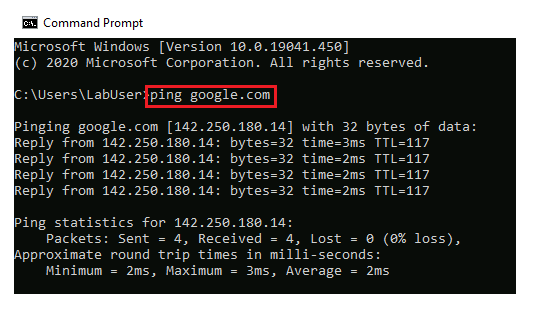 Command Prompt
Microsoft Windows [Version 10.0.19041.450]
(c) 2020 Microsoft Corporation. All rights reserved.
C:\Users\LabUser>ping google.com
Pinging google.com [142.250.180.14] with 32 bytes of data:
Reply from 142.250.180.14: bytes=32 time=3ms TTL=117
Reply from 142.250.180.14: bytes=32 time=2ms TTL=117
Reply from 142.250.180.14: bytes=32 time=2ms TTL=117
Reply from 142.250.180.14: bytes=32 time=2ms TTL=117
Ping statistics for 142.250.180.14:
    Packets: Sent = 4, Received = 4, Lost = 0 (0% loss),
Approximate round trip times in milli-seconds:
    Minimum = 2ms, Maximum = 3ms, Average = 2ms